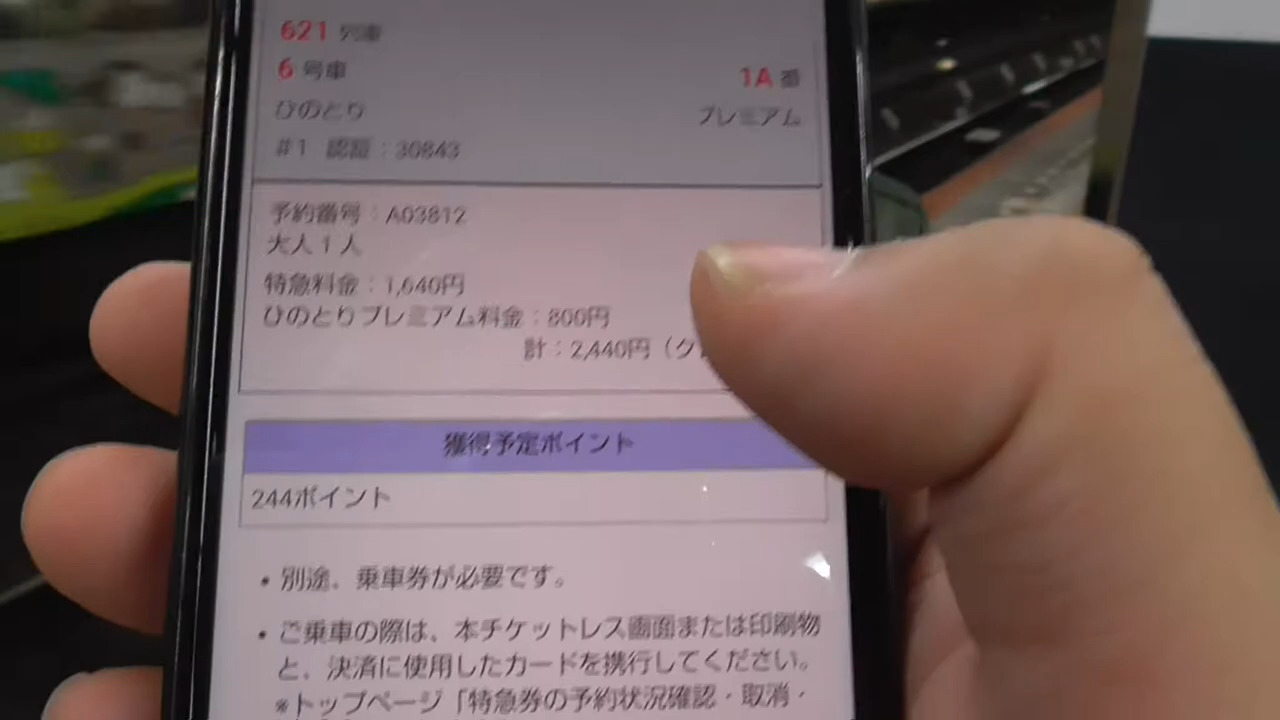 621 列車
6 号車 1A 番
ひのとり プレミアム
#1 認証：30843
予約番号：A03812
大人1人
特急料金：1,640円
ひのとりプレミアム料金：800円
計：2,440円（ク
獲得予定ポイント
244ポイント
• 別途、乗車券が必要です。
• ご乗車の際は、本チケットレス画面または印刷物
と、決済に使用したカードを携行してください。
※トップページ「特急券の予約状況確認・取消・